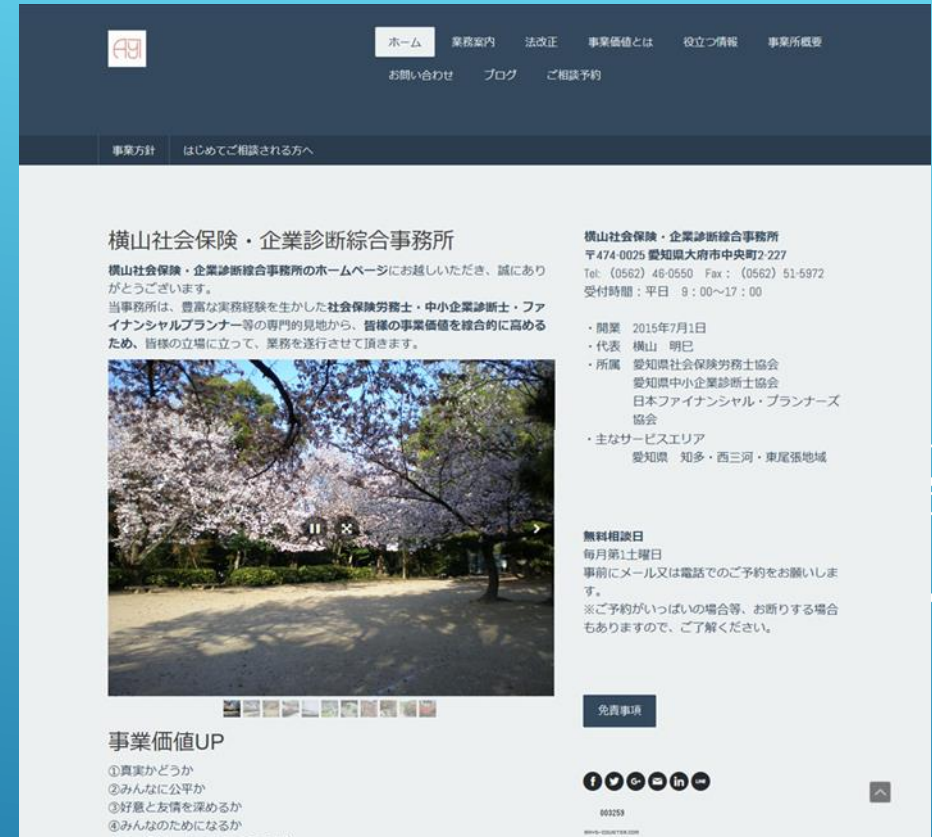 AYI
ホーム 業務案内 法改正 事業価値とは 役立つ情報 事業所概要
お問い合わせ ブログ ご相談予約
事業方針 はじめてご相談される方へ
横山社会保険・企業診断綜合事務所
横山社会保険・企業診断綜合事務所のホームページにお越しいただき、誠にあり
がとうございます。
当事務所は、豊富な実務経験を生かした社会保険労務士・中小企業診断士・ファ
イナンシャルプランナー等の専門的見地から、皆様の事業価値を綜合的に高める
ため、皆様の立場に立って、業務を遂行させて頂きます。
事業価値UP
①真実かどうか
②みんなに公平か
③好意と友情を深めるか
④みんなのためになるか
横山社会保険・企業診断綜合事務所
〒474-0025 愛知県大府市中央町2-227
Tel: (0562) 46-0550 Fax: (0562) 51-5972
受付時間：平日 9：00～17：00
・開業 2015年7月1日
・代表 横山 明巳
・所属 愛知県社会保険労務士協会
愛知県中小企業診断士協会
日本ファイナンシャル・プランナーズ
協会
・主なサービスエリア
愛知県 知多・西三河・東尾張地域
無料相談日
毎月第1土曜日
事前にメール又は電話でのご予約をお願いしま
す。
※ご予約がいっぱいの場合等、お断りする場合
もありますので、ご了解ください。
免責事項
003259